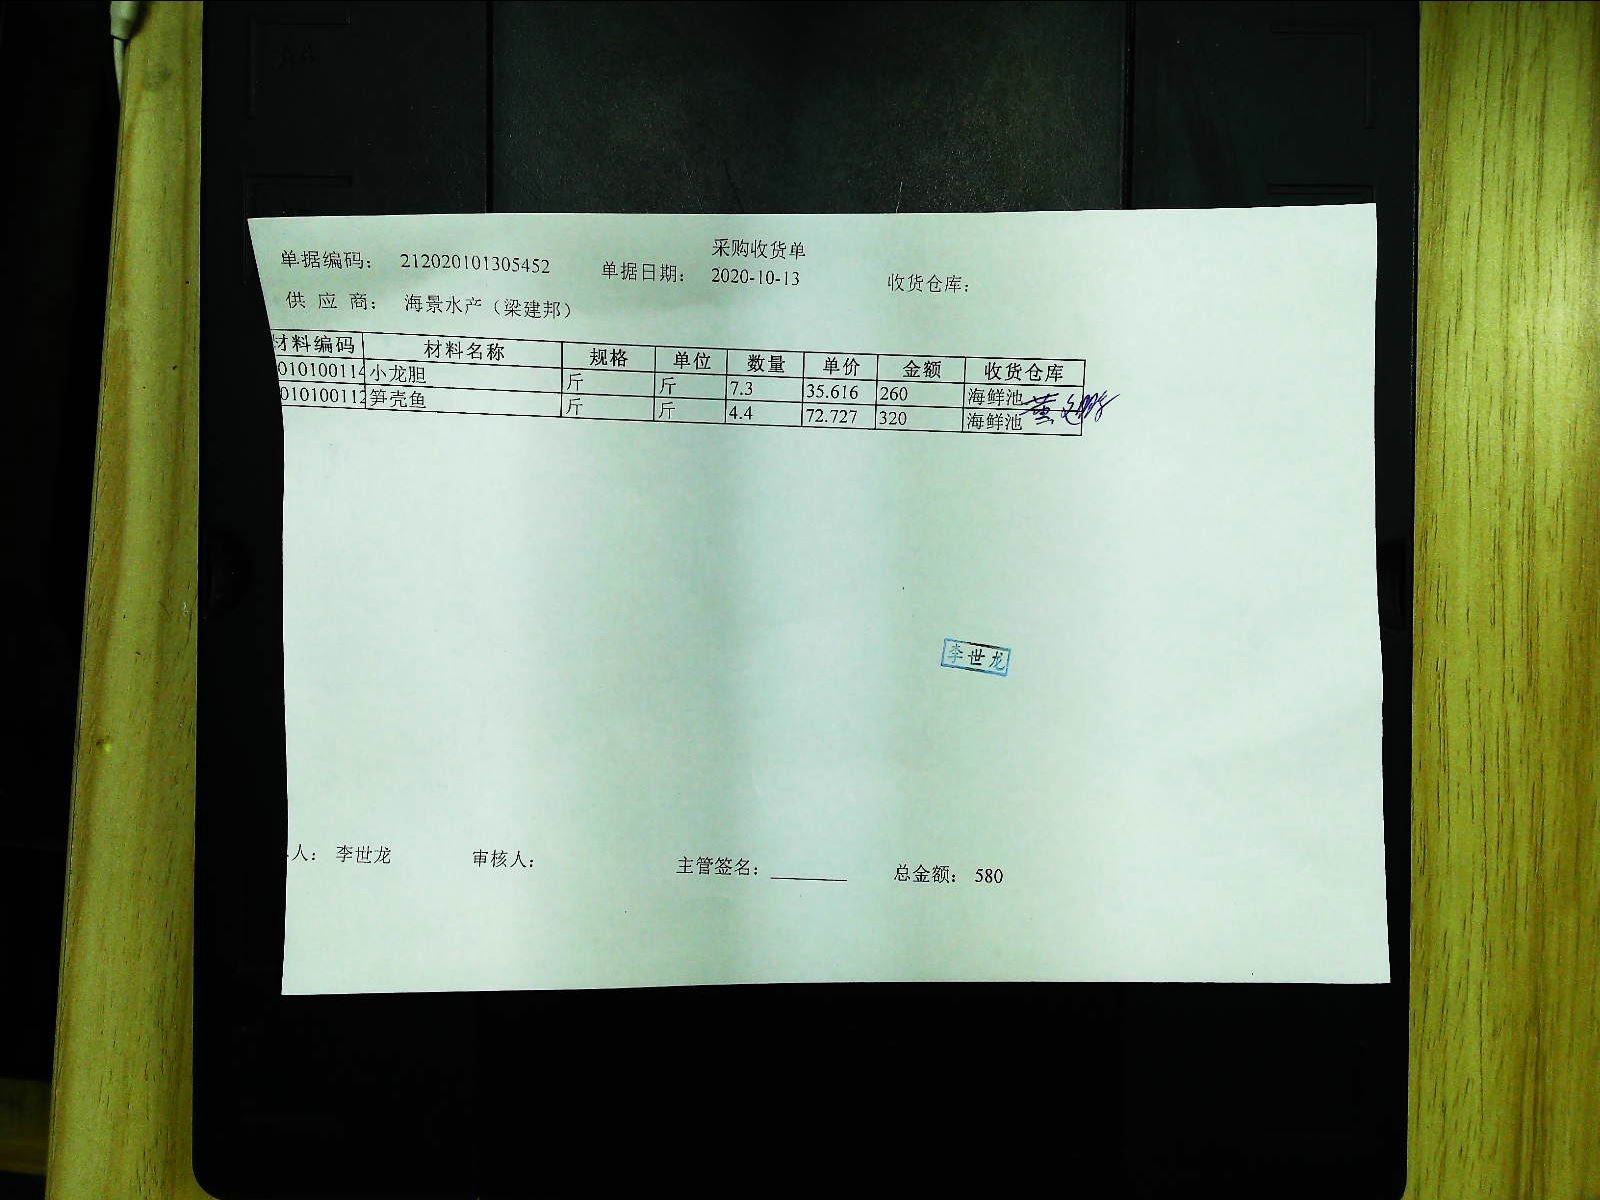 采购收货单
单据编码： 212020101305452 单据日期： 2020-10-13 收货仓库：
供 应 商： 海景水产（梁建邦）
材料编码 材料名称 规格 单位 数量 单价 金额 收货仓库
010100114 小龙胆 斤 斤 7.3 35.616 260 海鲜池
010100112 笋壳鱼 斤 斤 4.4 72.727 320 海鲜池
李世龙
人： 李世龙 审核人： 主管签名： 总金额： 580